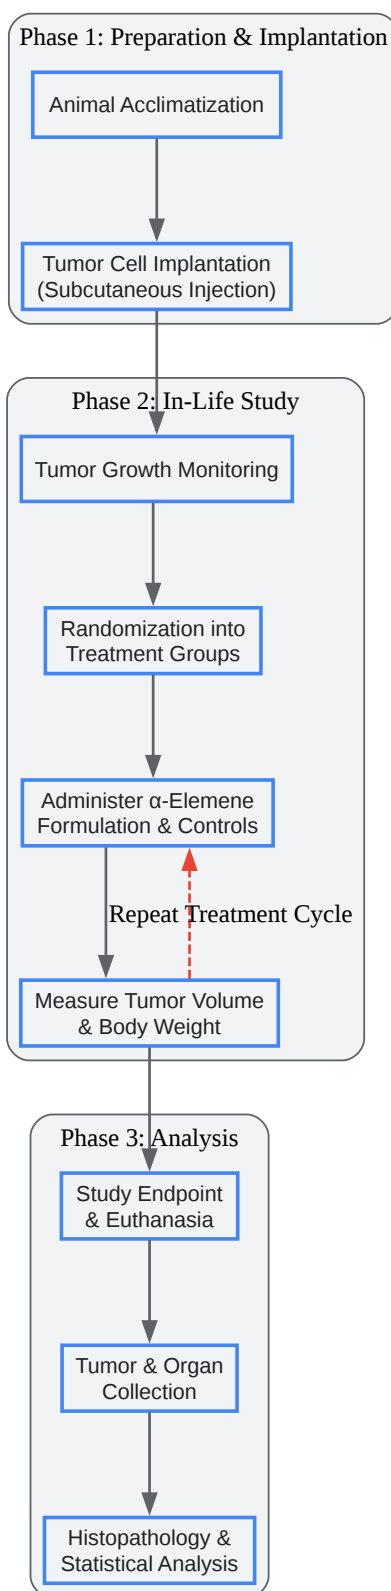 Phase 1: Preparation & Implantation
Animal Acclimatization
Tumor Cell Implantation
(Subcutaneous Injection)
Phase 2: In-Life Study
Tumor Growth Monitoring
Randomization into
Treatment Groups
Administer α-Elemene
Formulation & Controls
Repeat Treatment Cycle
Measure Tumor Volume
& Body Weight
Phase 3: Analysis
Study Endpoint
& Euthanasia
Tumor & Organ
Collection
Histopathology &
Statistical Analysis